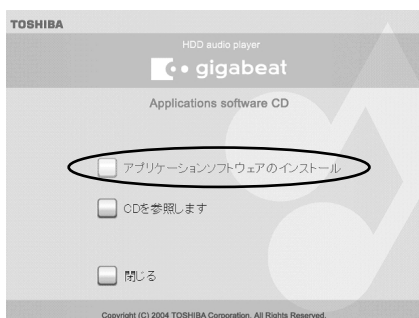 TOSHIBA
HDD audio player
gigabeat
Applications software CD
アプリケーションソフトウェアのインストール
CDを参照します
閉じる
Copyright (C) 2004 TOSHIBA Corporation. All Rights Reserved.